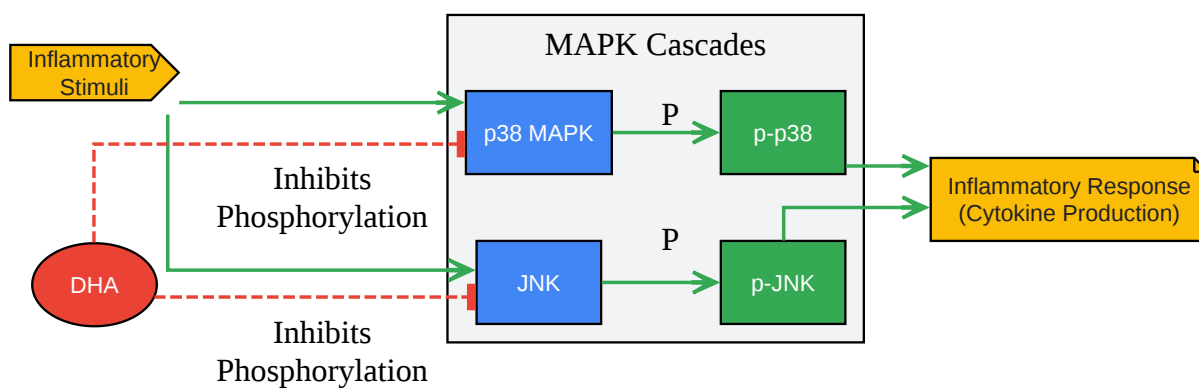 MAPK Cascades
Inflammatory
Stimuli
p38 MAPK
P
p-p38
Inhibits
Phosphorylation
Inflammatory Response
(Cytokine Production)
DHA
JNK
P
p-JNK
Inhibits
Phosphorylation